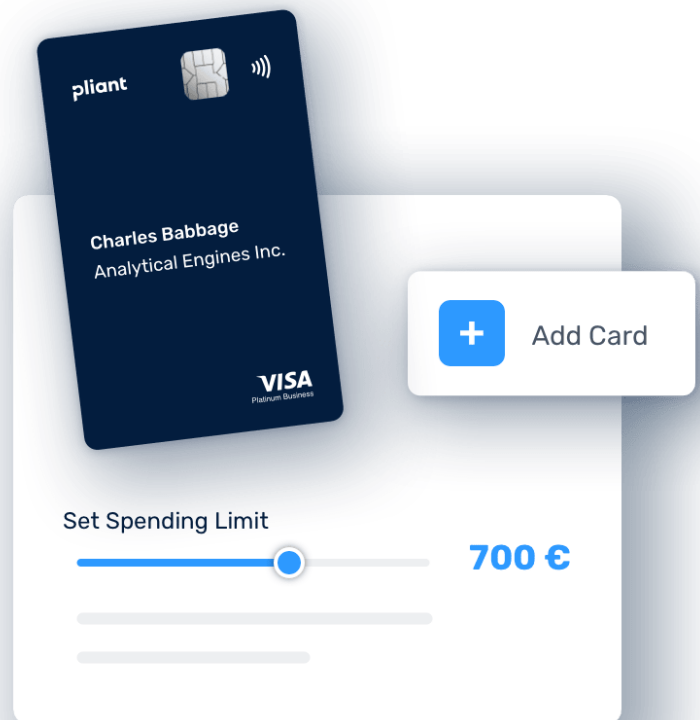 pliant
Charles Babbage
Analytical Engines Inc.
VISA
Platinum Business
Add Card
Set Spending Limit
700 €